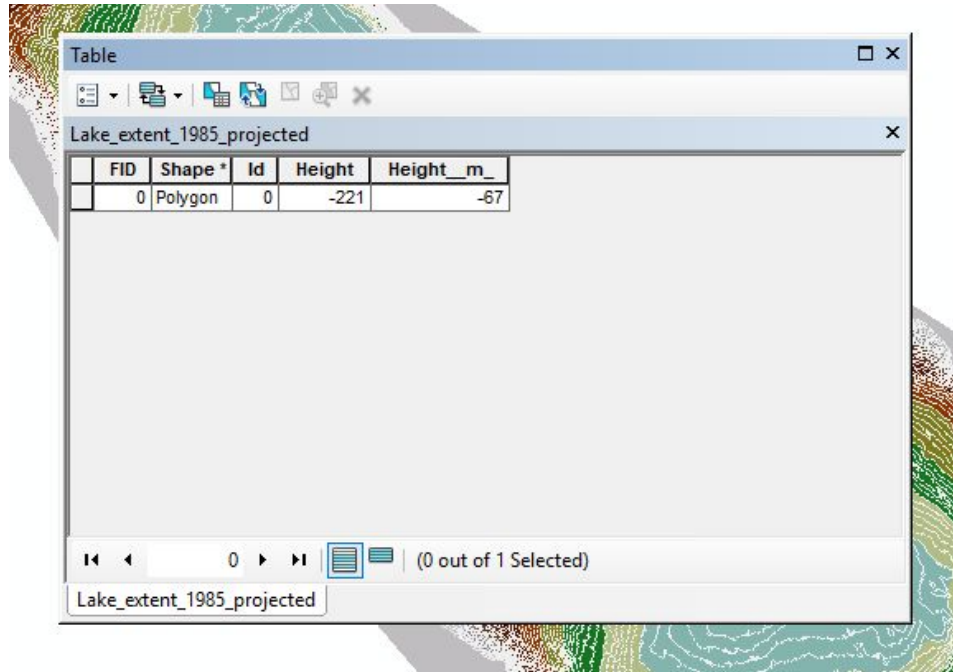 Table
Lake_extent_1985_projected
FID Shape * Id Height Height__m_
0 Polygon 0 -221 -67
0 (0 out of 1 Selected)
Lake_extent_1985_projected